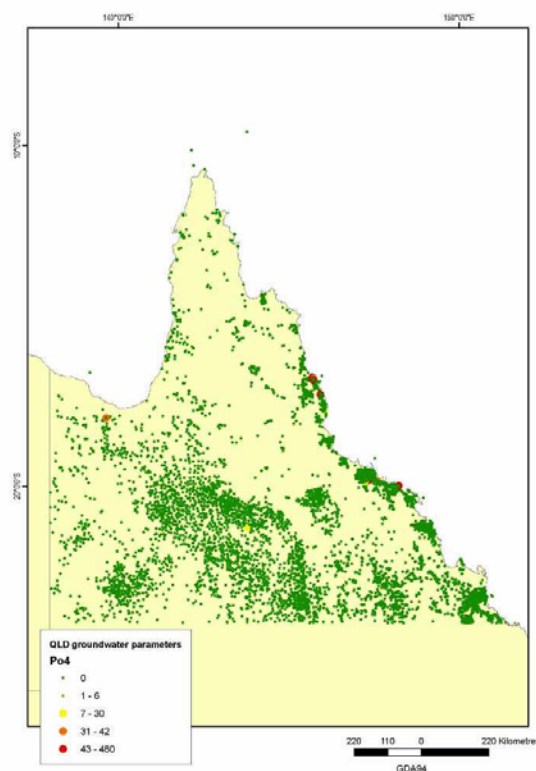 140°0'0"E 150°0'0"E
10°0'0"S
20°0'0"S
QLD groundwater parameters
Po4
0
1 - 6
7 - 30
31 - 42
43 - 480
220 110 0 220 Kilometre
GDA94